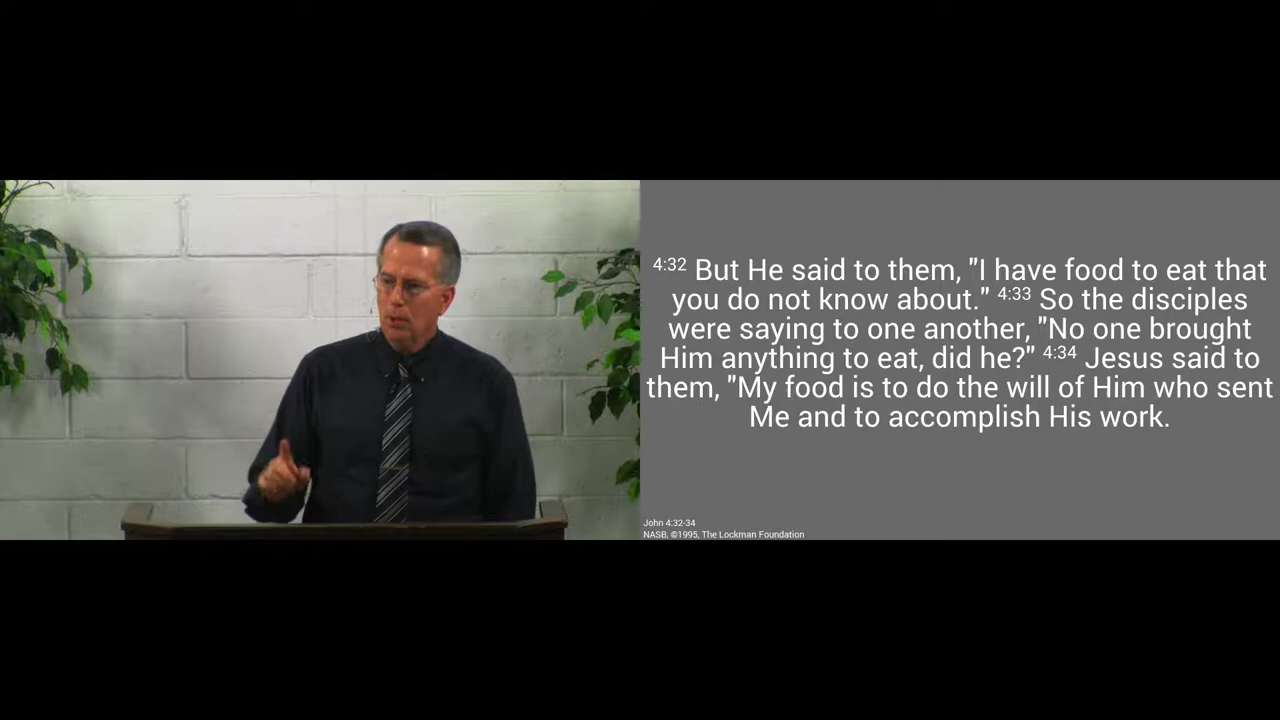 4:32 But He said to them, "I have food to eat that
you do not know about." 4:33 So the disciples
were saying to one another, "No one brought
Him anything to eat, did he?" 4:34 Jesus said to
them, "My food is to do the will of Him who sent
Me and to accomplish His work.
John 4:32-34
NASB, ©1995, The Lockman Foundation